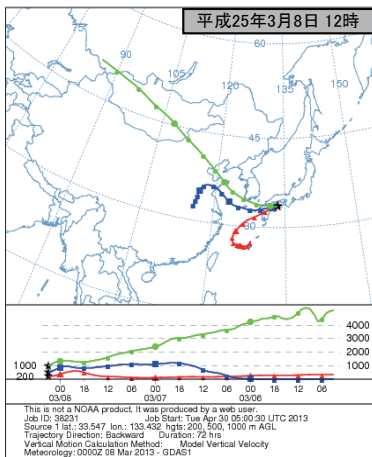 平成25年3月8日 12時
75
90
105
120
135
150
60
45
30
4000
3000
2000
1000
1000
200
00 18 12 06 00 18 12 06 00 18 12 06
03/08 03/07 03/06
This is not a NOAA product. It was produced by a web user.
Job ID: 38231 Job Start: Tue Apr 30 05:00:30 UTC 2013
Source 1 lat.: 33.547 lon.: 133.432 hgts: 200, 500, 1000 m AGL
Trajectory Direction: Backward Duration: 72 hrs
Vertical Motion Calculation Method: Model Vertical Velocity
Meteorology: 0000Z 08 Mar 2013 - GDAS1